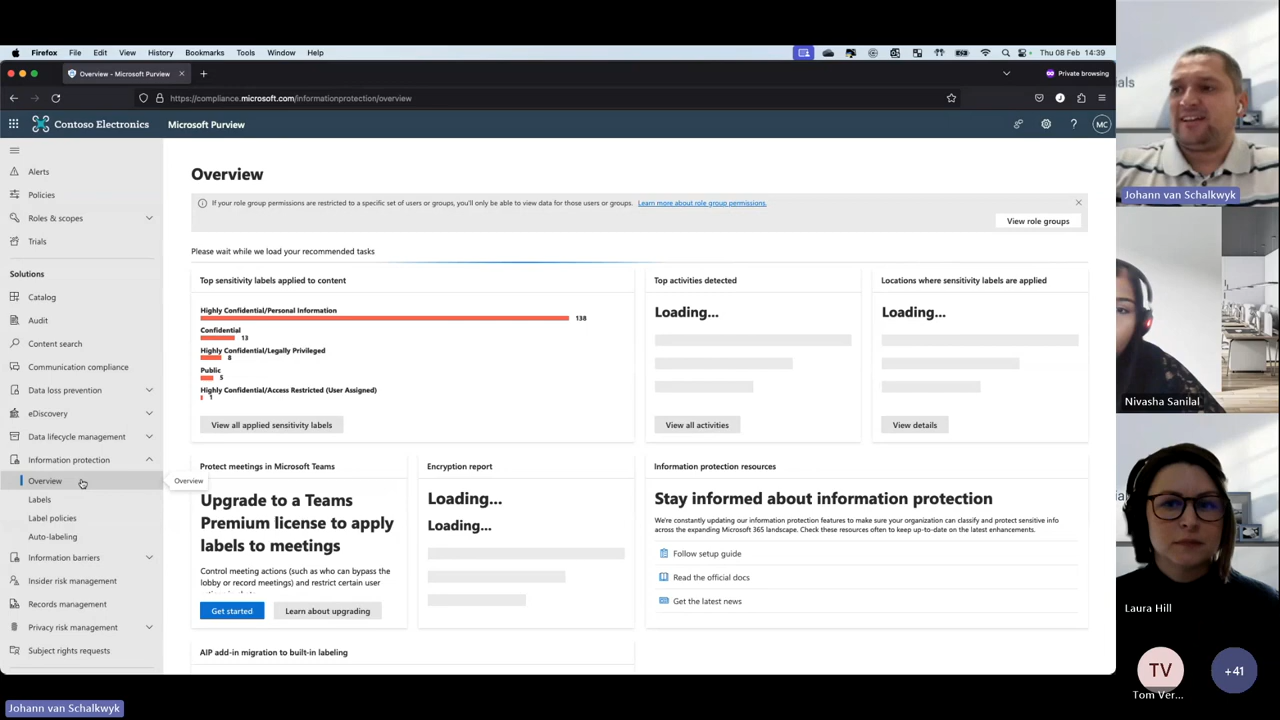 Firefox File Edit View History Bookmarks Tools Window Help
Thu 08 Feb 14:39
Overview - Microsoft Purview
Private browsing
https://compliance.microsoft.com/informationprotection/overview
Contoso Electronics
Microsoft Purview
MC
Alerts
Policies
Roles & scopes
Trials
Solutions
Catalog
Audit
Content search
Communication compliance
Data loss prevention
eDiscovery
Data lifecycle management
Information protection
Overview
Labels
Label policies
Auto-labeling
Information barriers
Insider risk management
Records management
Privacy risk management
Subject rights requests
Overview
Overview
If your role group permissions are restricted to a specific set of users or groups, you'll only be able to view data for those users or groups. Learn more about role group permissions.
View role groups
Please wait while we load your recommended tasks
Top sensitivity labels applied to content
Highly Confidential/Personal Information
138
Confidential
13
Highly Confidential/Legally Privileged
8
Public
5
Highly Confidential/Access Restricted (User Assigned)
1
View all applied sensitivity labels
Top activities detected
Loading...
View all activities
Locations where sensitivity labels are applied
Loading...
View details
Protect meetings in Microsoft Teams
Upgrade to a Teams
Premium license to apply
labels to meetings
Control meeting actions (such as who can bypass the
lobby or record meetings) and restrict certain user
Get started
Learn about upgrading
Encryption report
Loading...
Loading...
Information protection resources
Stay informed about information protection
We're constantly updating our information protection features to make sure your organization can classify and protect sensitive info
across the expanding Microsoft 365 landscape. Check these resources often to keep up-to-date on the latest enhancements.
Follow setup guide
Read the official docs
Get the latest news
AIP add-in migration to built-in labeling
Johann van Schalkwyk
Nivasha Sanilal
Laura Hill
TV
Tom Ver...
+41
Johann van Schalkwyk